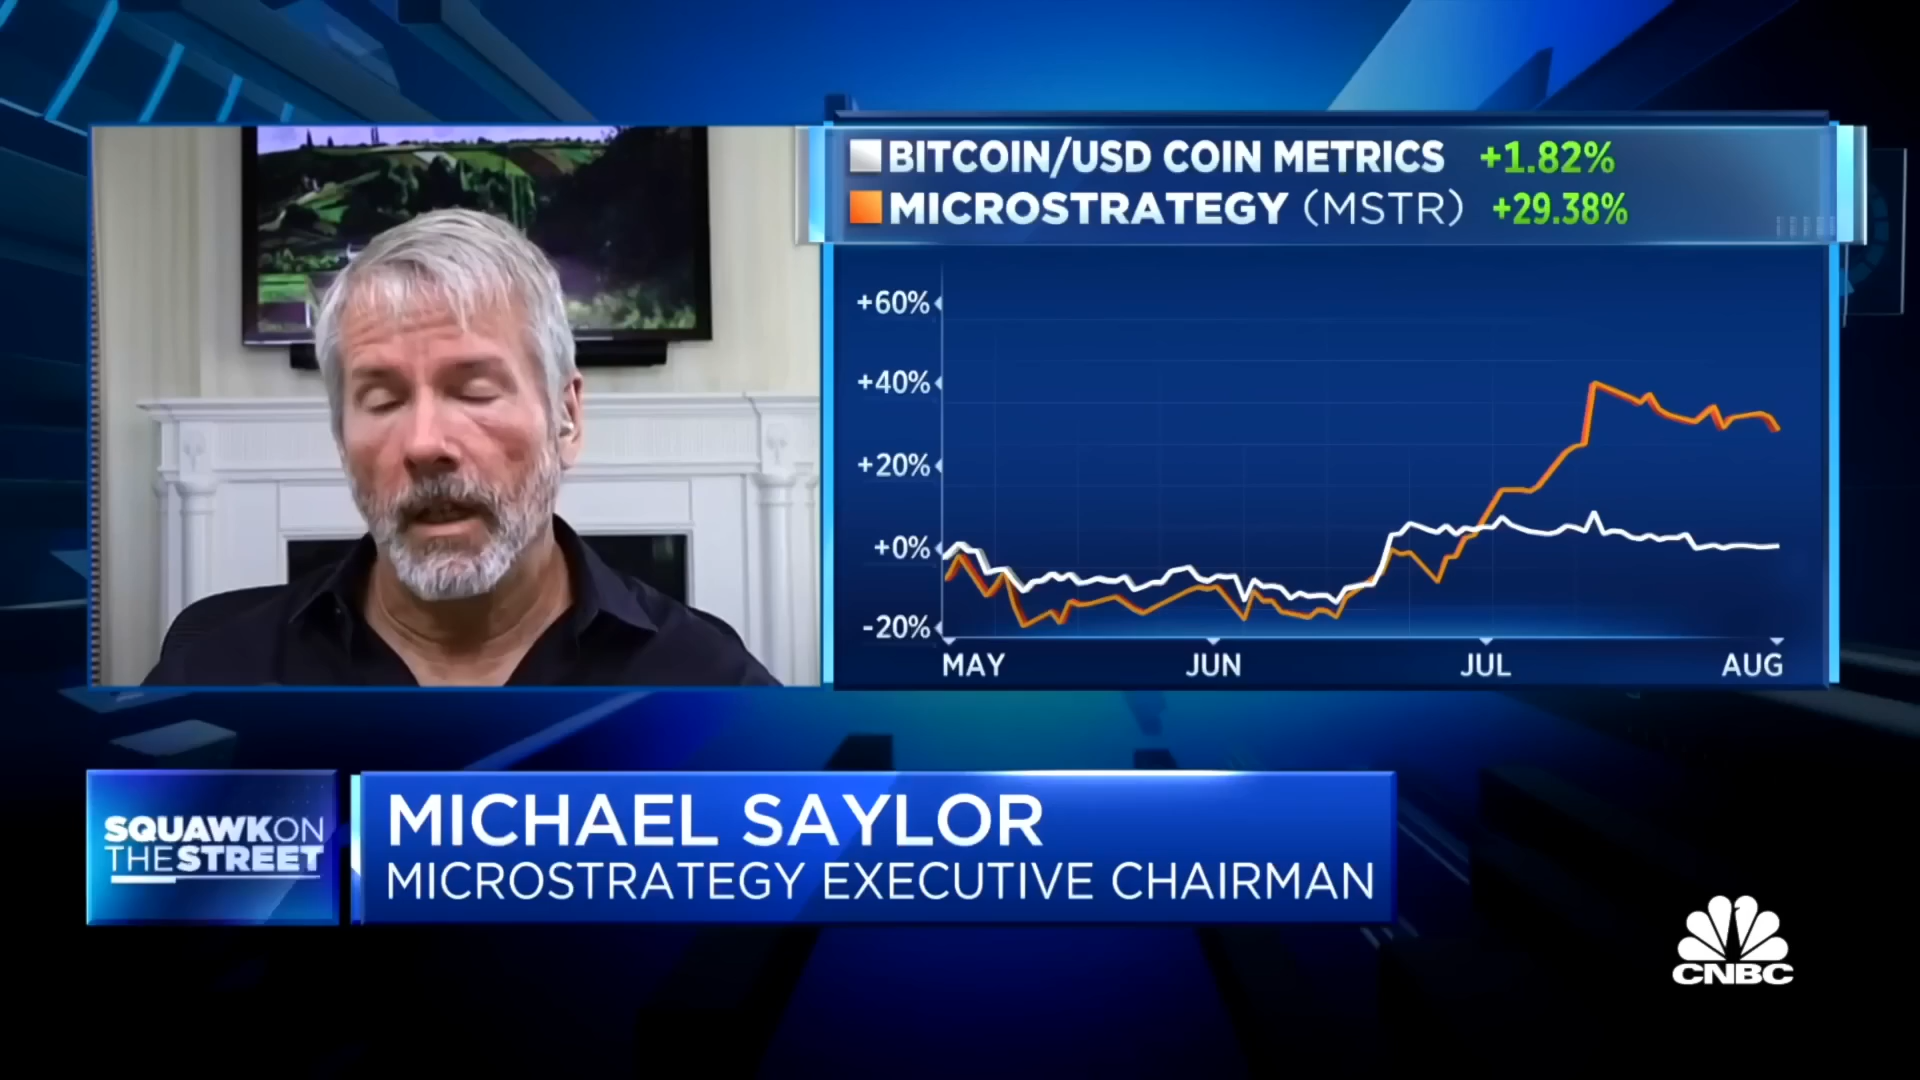 BITCOIN/USD COIN METRICS +1.82%
MICROSTRATEGY (MSTR) +29.38%
+60%
+40%
+20%
+0%
-20%
MAY JUN JUL AUG
SQUAWK ON
THE STREET
MICHAEL SAYLOR
MICROSTRATEGY EXECUTIVE CHAIRMAN
CNBC